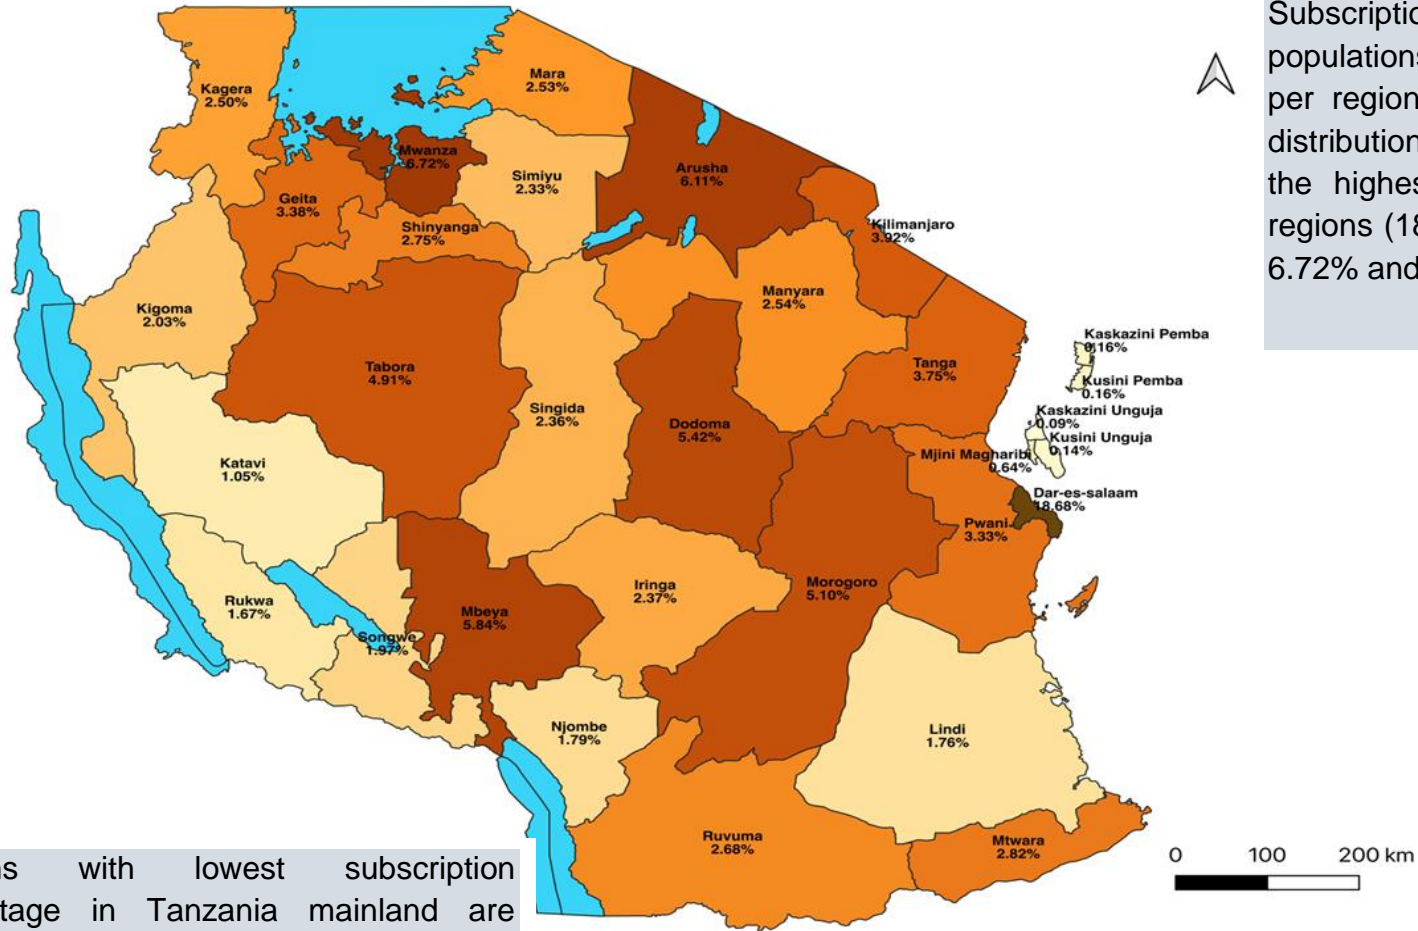 Subscriptio
populations
per region
distribution
the highes
regions (18
6.72% and
Kagera
2.50%
Mara
2.53%
Mwanza
6.72%
Simiyu
2.33%
Arusha
6.11%
Geita
3.38%
Shinyanga
2.75%
Kilimanjaro
3.92%
Kigoma
2.03%
Manyara
2.54%
Tabora
4.91%
Singida
2.36%
Dodoma
5.42%
Tanga
3.75%
Kaskazini Pemba
0.16%
Kusini Pemba
0.16%
Kaskazini Unguja
0.09%
Kusini Unguja
0.14%
Mjini Magharibi
0.64%
Katavi
1.05%
Dar-es-salaam
18.68%
Pwani
3.33%
Rukwa
1.67%
Songwe
1.97%
Mbeya
5.84%
Iringa
2.37%
Morogoro
5.10%
Njombe
1.79%
Lindi
1.76%
Ruvuma
2.68%
Mtwara
2.82%
0 100 200 km
ns with lowest subscription
tage in Tanzania mainland are